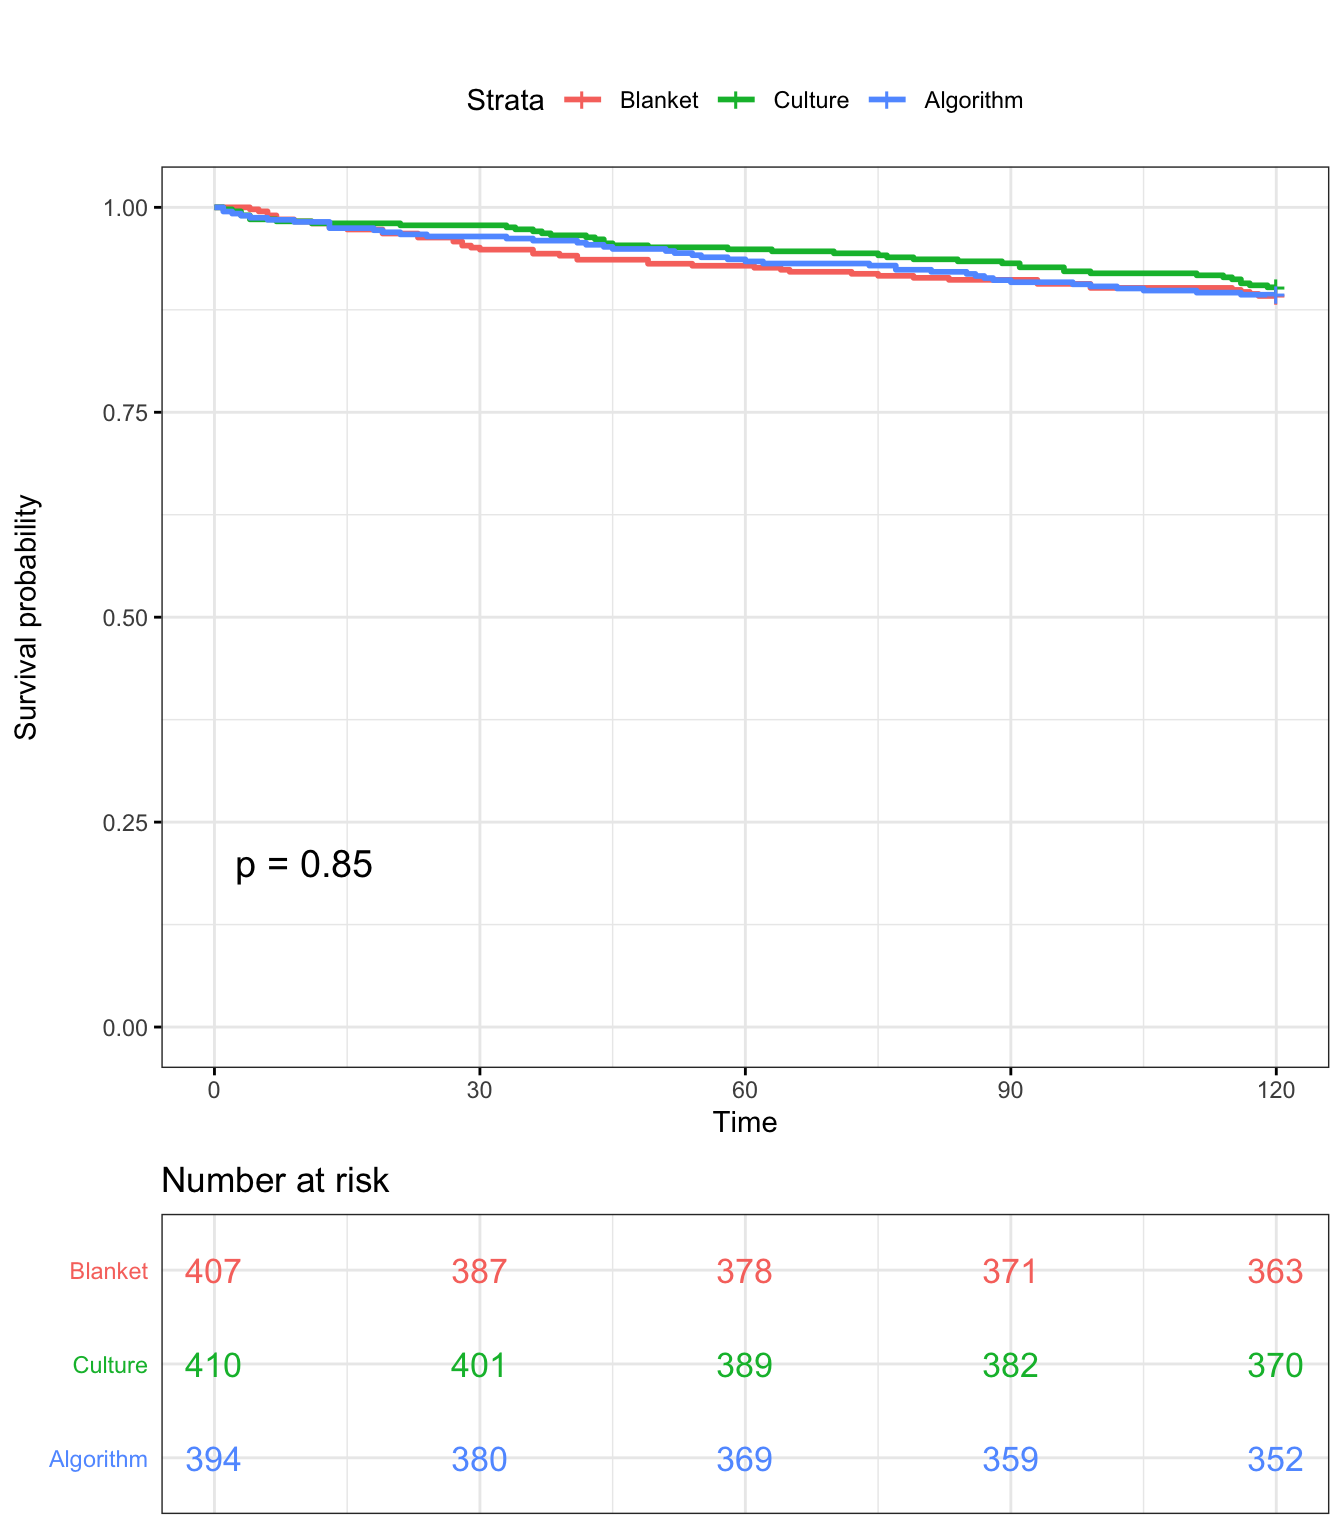 Strata Blanket Culture Algorithm
1.00
0.75
0.50
0.25
0.00
Survival probability
p = 0.85
0 30 60 90 120
Time
Number at risk
Blanket 407 387 378 371 363
Culture 410 401 389 382 370
Algorithm 394 380 369 359 352